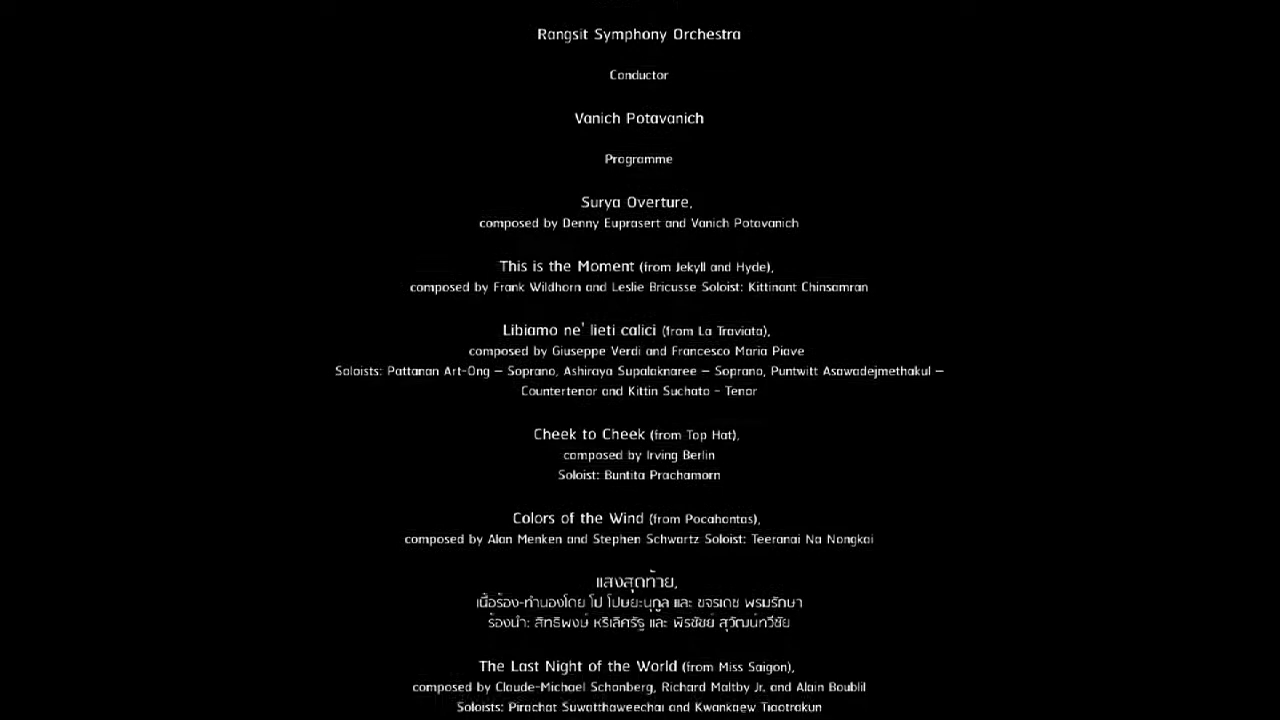 Rangsit Symphony Orchestra
Conductor
Vanich Potavanich
Programme
Surya Overture,
composed by Denny Euprasert and Vanich Potavanich
This is the Moment (from Jekyll and Hyde),
composed by Frank Wildhorn and Leslie Bricusse Soloist: Kittinant Chinsamran
Libiamo ne' lieti calici (from La Traviata),
composed by Giuseppe Verdi and Francesco Maria Piave
Soloists: Pattanan Art-Ong – Soprano, Ashiraya Supalaknaree – Soprano, Puntwitt Asawadejmethakul –
Countertenor and Kittin Suchato - Tenor
Cheek to Cheek (from Top Hat),
composed by Irving Berlin
Soloist: Buntita Prachamorn
Colors of the Wind (from Pocahontas),
composed by Alan Menken and Stephen Schwartz Soloist: Teeranai Na Nongkai
แสงสุดท้าย,
เนื้อร้อง-ทำนองโดย โป โปษยะนุกูล และ ขจรเดช พรมรักษา
ร้องนำ: สิทธิพงษ์ หริเลิศรัฐ และ พิรชัชย์ สุวัฒน์ทวีชัย
The Last Night of the World (from Miss Saigon),
composed by Claude-Michael Schonberg, Richard Maltby Jr. and Alain Boublil
Soloists: Pirachat Suwatthaweechai and Kwankaew Tiaotrakun